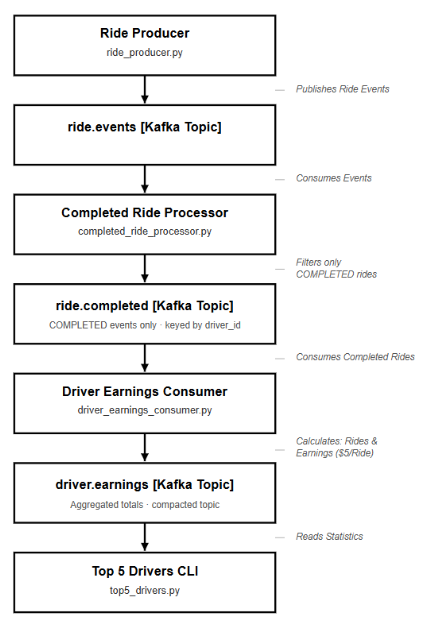 Ride Producer
ride_producer.py
Publishes Ride Events
ride.events [Kafka Topic]
Consumes Events
Completed Ride Processor
completed_ride_processor.py
Filters only
COMPLETED rides
ride.completed [Kafka Topic]
COMPLETED events only · keyed by driver_id
Consumes Completed Rides
Driver Earnings Consumer
driver_earnings_consumer.py
Calculates: Rides &
Earnings ($5/Ride)
driver.earnings [Kafka Topic]
Aggregated totals · compacted topic
Reads Statistics
Top 5 Drivers CLI
top5_drivers.py